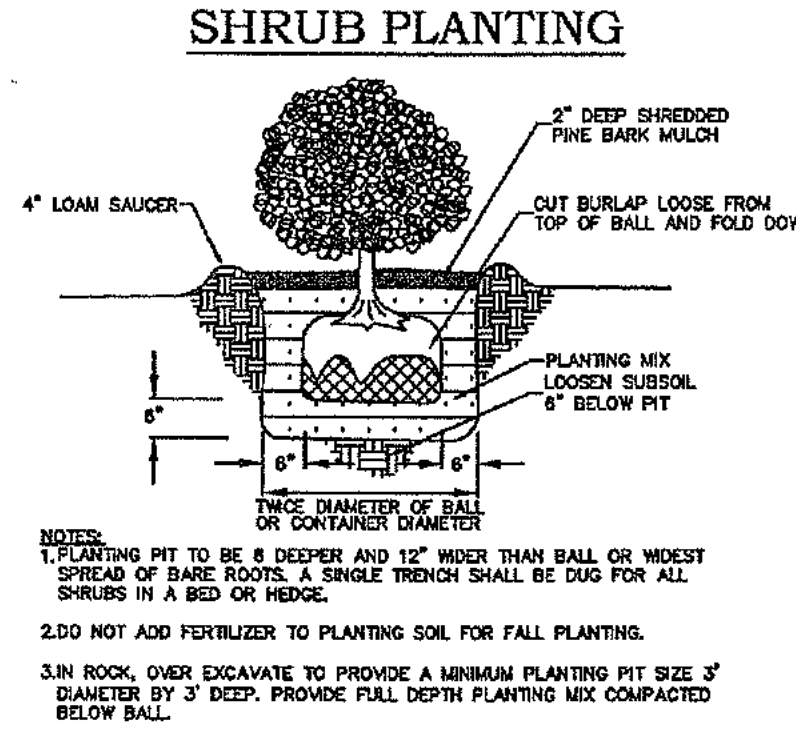 SHRUB PLANTING
2" DEEP SHREDDED
PINE BARK MULCH
4" LOAM SAUCER
CUT BURLAP LOOSE FROM
TOP OF BALL AND FOLD DOW
PLANTING MIX
LOOSEN SUBSOIL
6" BELOW PIT
6"
6"
6"
TWICE DIAMETER OF BALL
OR CONTAINER DIAMETER
NOTES:
1. PLANTING PIT TO BE 6 DEEPER AND 12" WIDER THAN BALL OR WIDEST
SPREAD OF BARE ROOTS. A SINGLE TRENCH SHALL BE DUG FOR ALL
SHRUBS IN A BED OR HEDGE.
2.DO NOT ADD FERTILIZER TO PLANTING SOIL FOR FALL PLANTING.
3.IN ROCK, OVER EXCAVATE TO PROVIDE A MINIMUM PLANTING PIT SIZE 3'
DIAMETER BY 3' DEEP. PROVIDE FULL DEPTH PLANTING MIX COMPACTED
BELOW BALL.